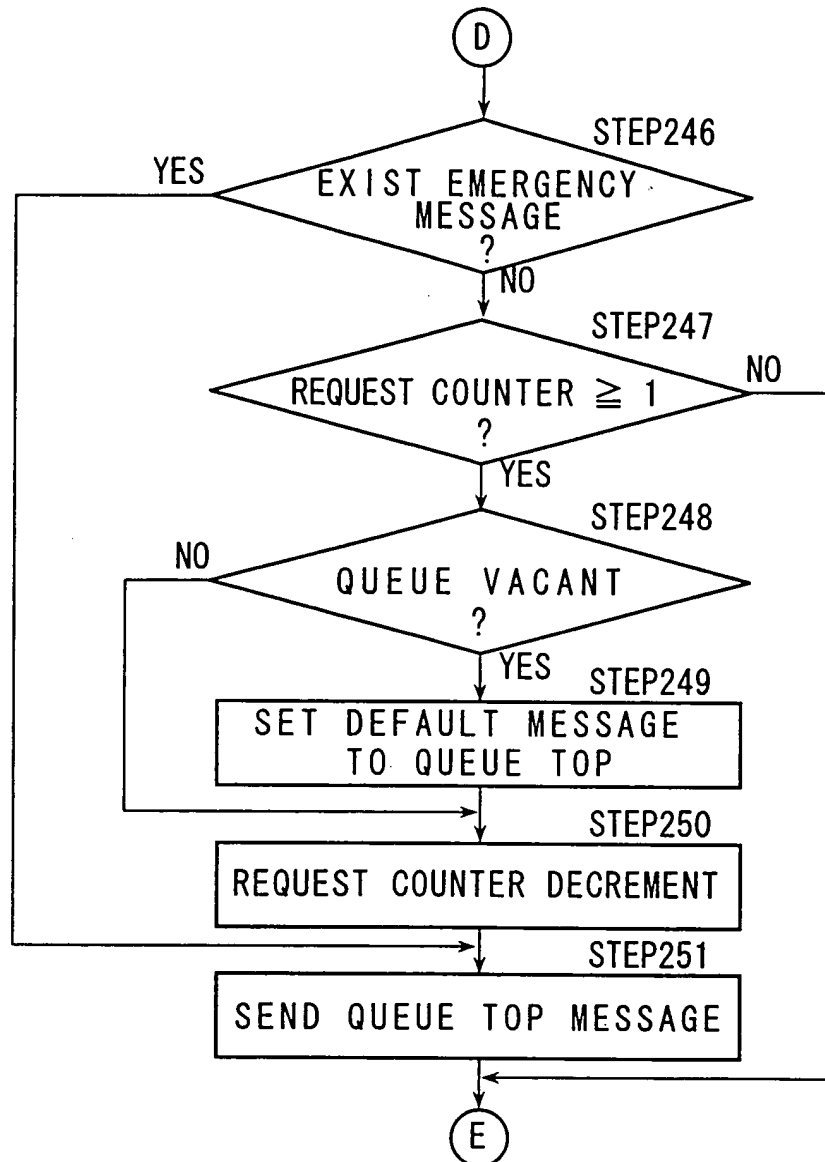 D
STEP246
YES
EXIST EMERGENCY
MESSAGE
?
NO
STEP247
NO
REQUEST COUNTER ≧ 1
?
YES
STEP248
NO
QUEUE VACANT
?
YES
STEP249
SET DEFAULT MESSAGE
TO QUEUE TOP
STEP250
REQUEST COUNTER DECREMENT
STEP251
SEND QUEUE TOP MESSAGE
E